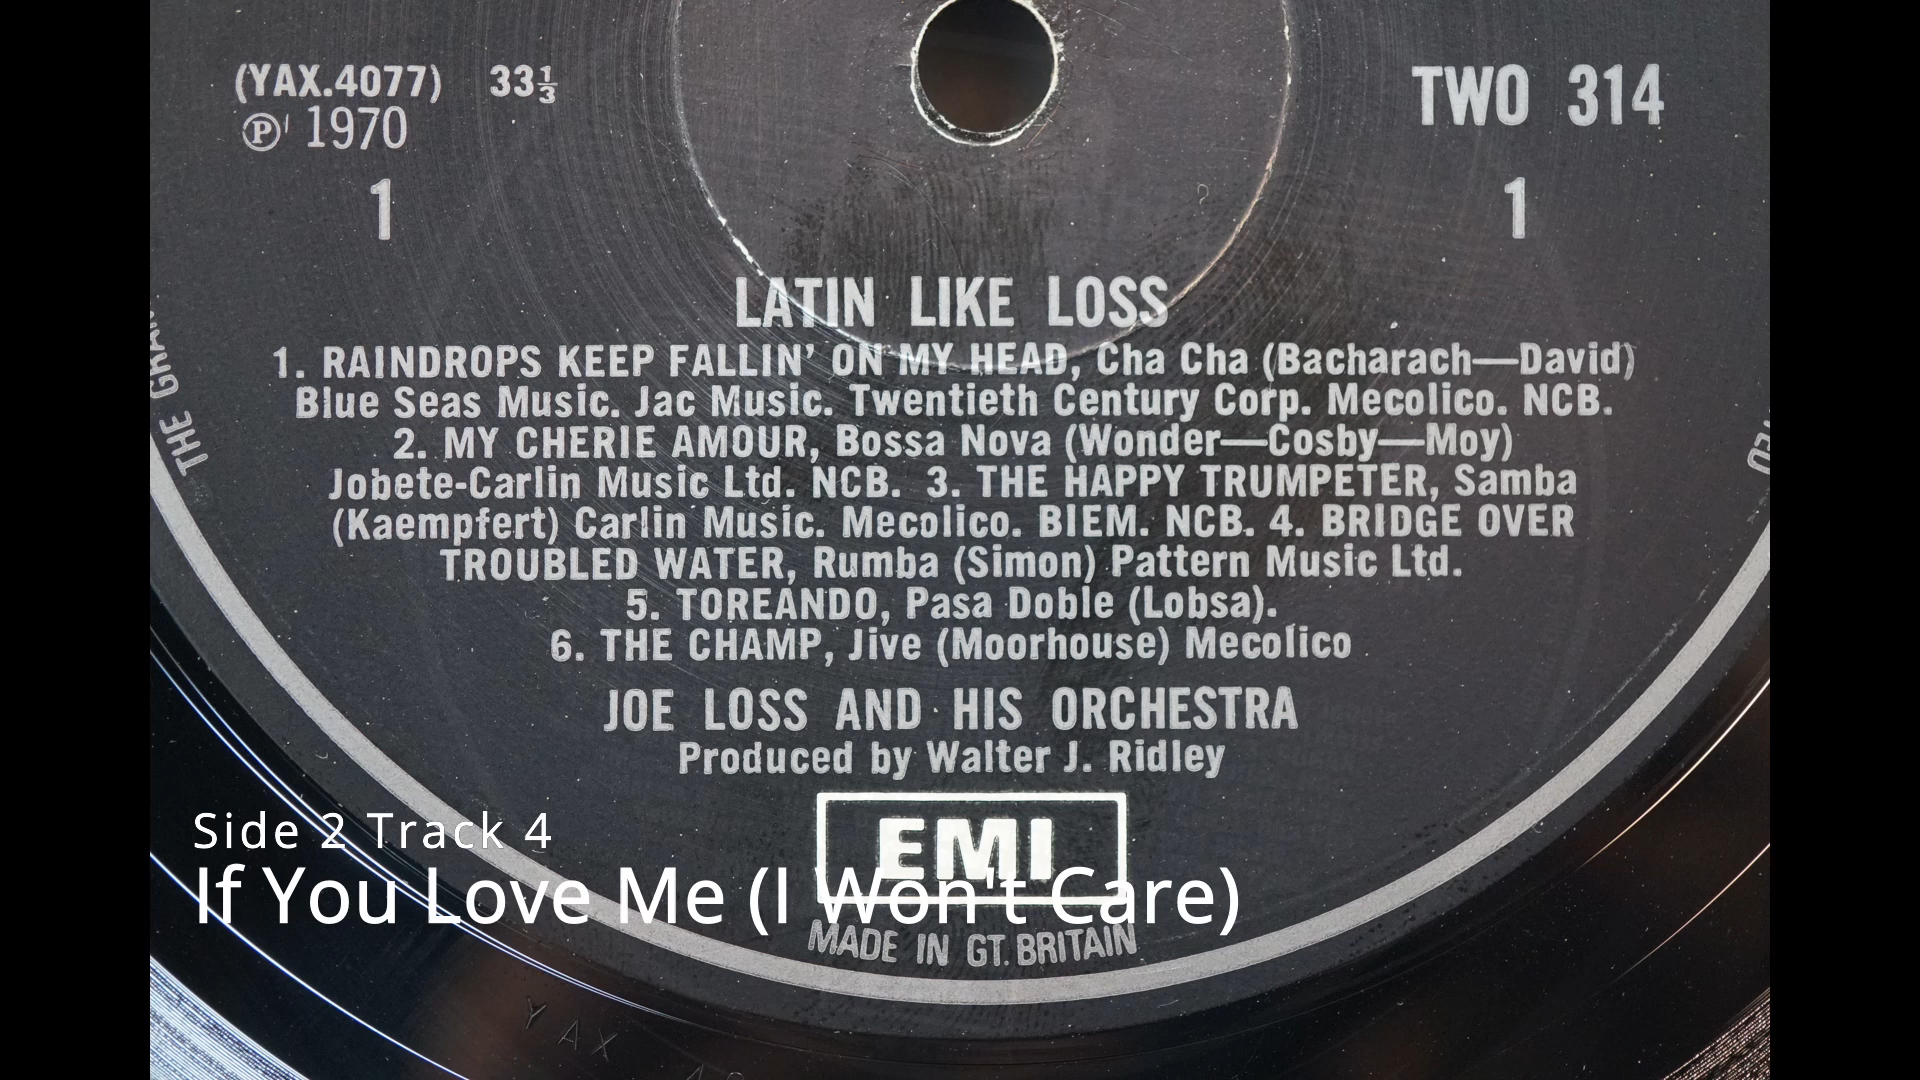 (YAX.4077) 33⅓
Ⓟ 1970
TWO 314
1
1
LATIN LIKE LOSS
1. RAINDROPS KEEP FALLIN' ON MY HEAD, Cha Cha (Bacharach—David)
Blue Seas Music. Jac Music. Twentieth Century Corp. Mecolico. NCB.
2. MY CHERIE AMOUR, Bossa Nova (Wonder—Cosby—Moy)
Jobete-Carlin Music Ltd. NCB. 3. THE HAPPY TRUMPETER, Samba
(Kaempfert) Carlin Music. Mecolico. BIEM. NCB. 4. BRIDGE OVER
TROUBLED WATER, Rumba (Simon) Pattern Music Ltd.
5. TOREANDO, Pasa Doble (Lobsa).
6. THE CHAMP, Jive (Moorhouse) Mecolico
JOE LOSS AND HIS ORCHESTRA
Produced by Walter J. Ridley
EMI
MADE IN GT. BRITAIN
THE
Side 2 Track 4
If You Love Me (I Won't Care)
YAX